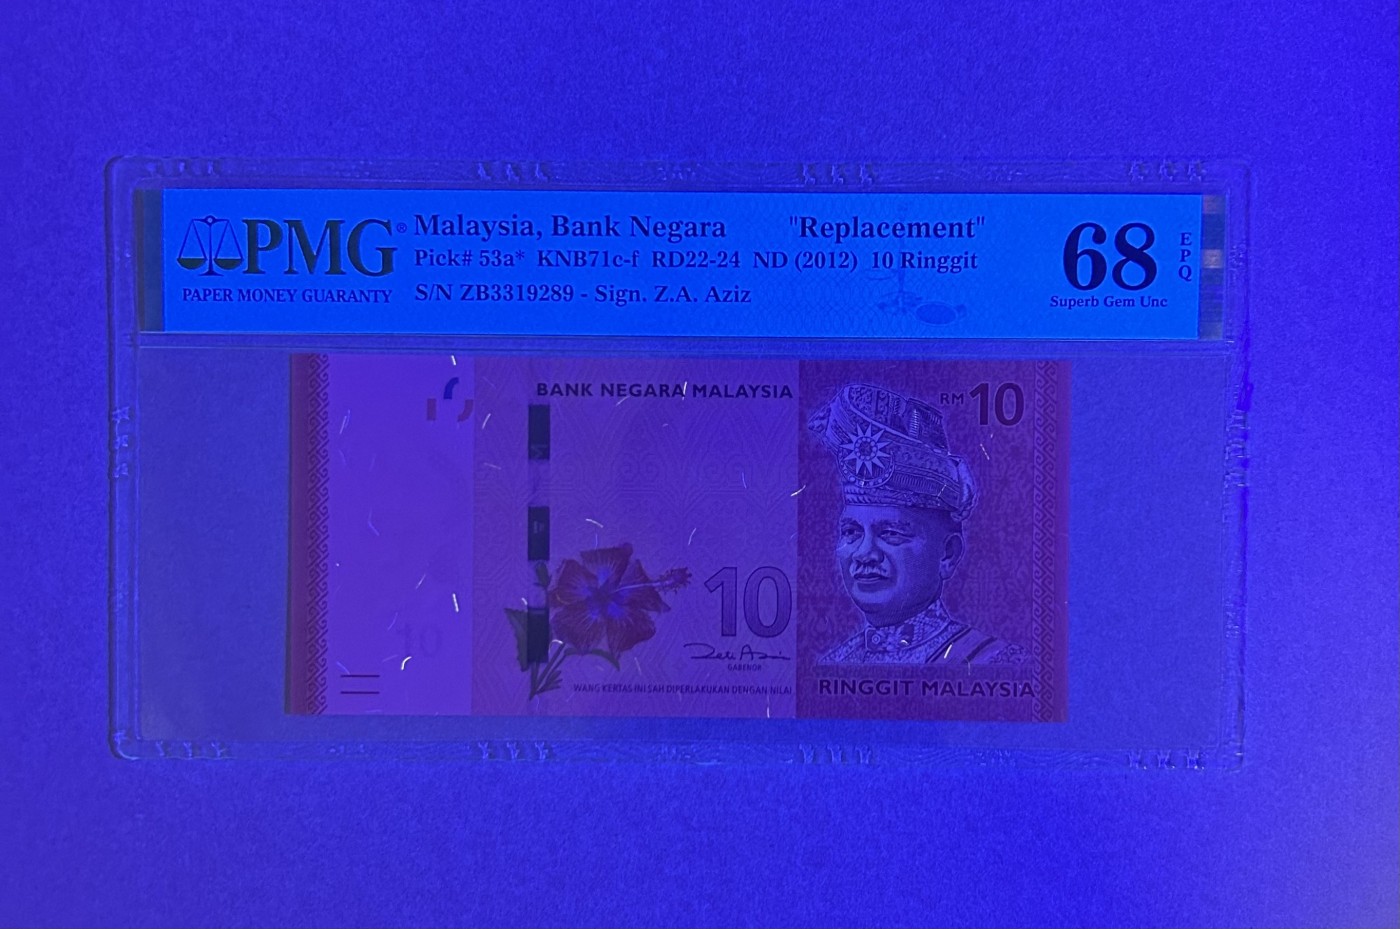 PMG®
PAPER MONEY GUARANTY
Malaysia, Bank Negara "Replacement"
Pick# 53a* KNB71c-f RD22-24 ND (2012) 10 Ringgit
S/N ZB3319289 - Sign. Z.A. Aziz
68
Superb Gem Unc
EPQ
BANK NEGARA MALAYSIA
RM10
10
10
GABENOR
WANG KERTAS INI SAH DIPERLAKUKAN DENGAN NILAI
RINGGIT MALAYSIA